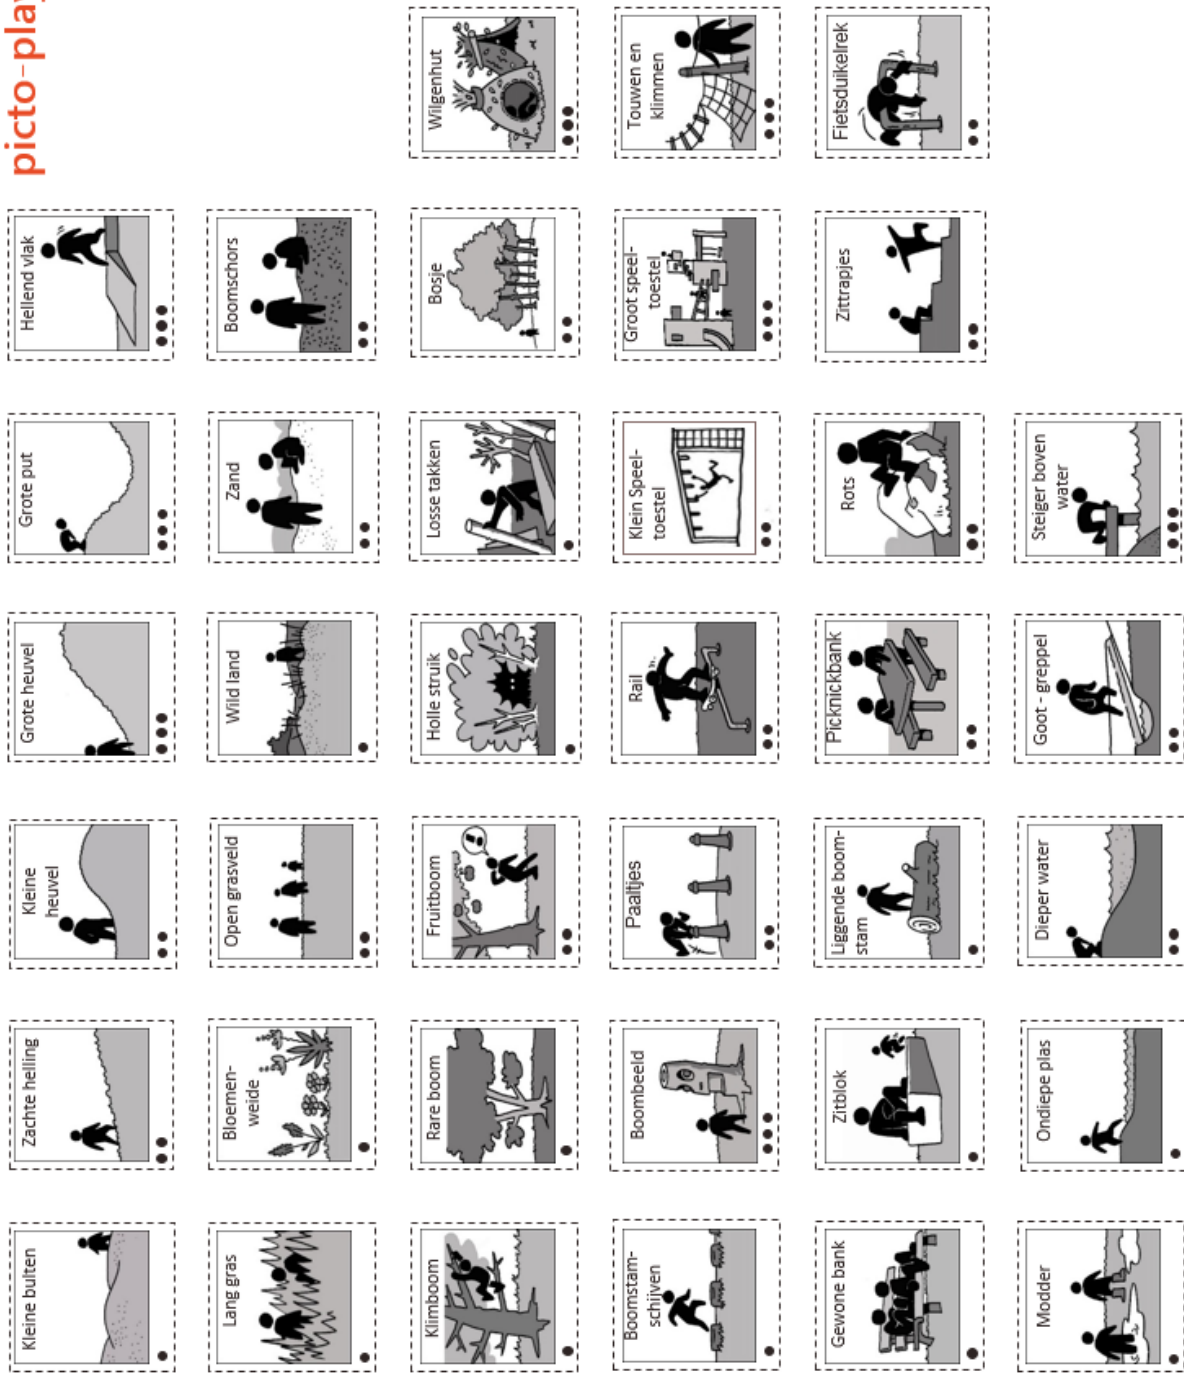 picto-play
Kleine bulten
Zachte helling
Kleine
heuvel
Grote heuvel
Grote put
Hellend vlak
Lang gras
Bloemen-
weide
Open grasveld
Wild land
Zand
Boomschors
Klimboom
Rare boom
Fruitboom
Holle struik
Losse takken
Bosje
Wilgenhut
Boomstam-
schijven
Boombeeld
Paaltjes
Rail
Klein Speel-
toestel
Groot speel-
toestel
Touwen en
klimmen
Gewone bank
Zitblok
Liggende boom-
stam
Picknickbank
Rots
Zittrapjes
Fietsduikelrek
Modder
Ondiepe plas
Dieper water
Goot - greppel
Steiger boven
water